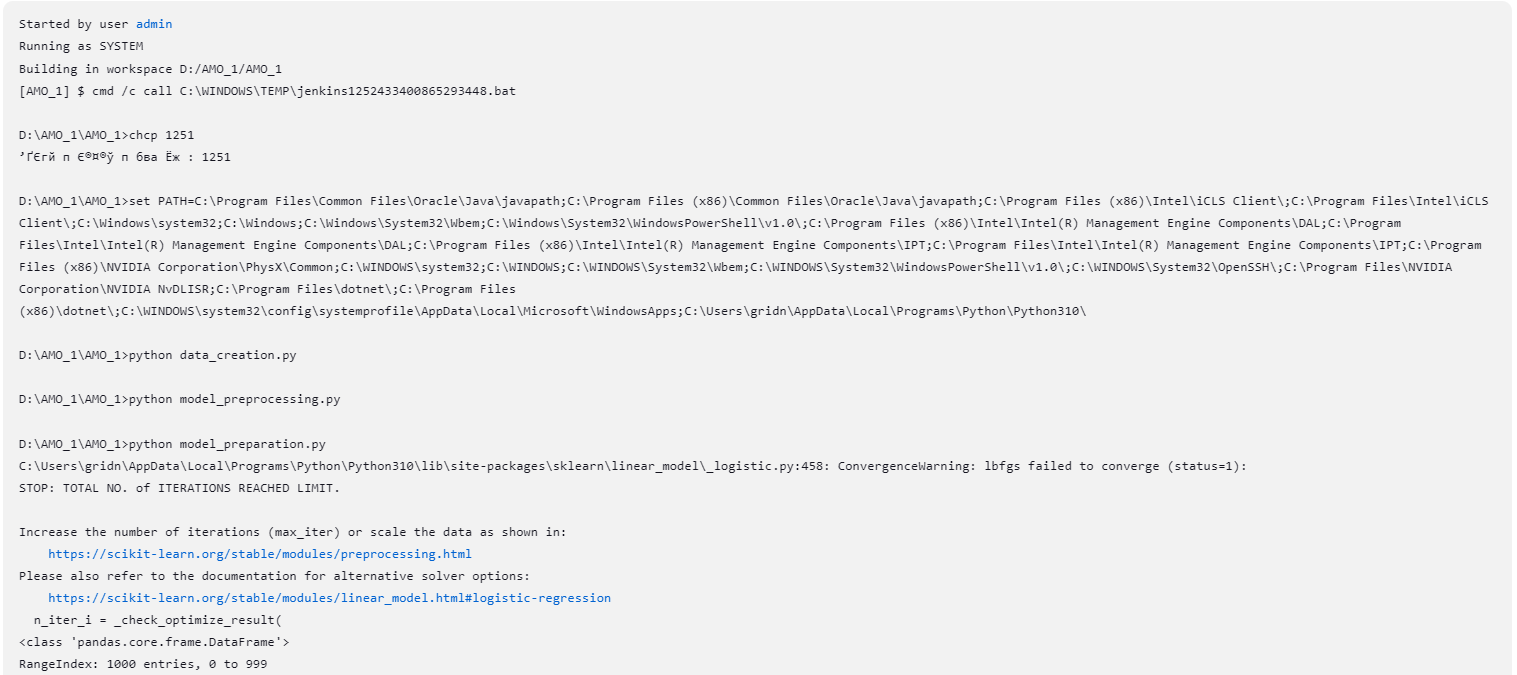 Started by user admin
Running as SYSTEM
Building in workspace D:/AMO_1/AMO_1
[AMO_1] $ cmd /c call C:\WINDOWS\TEMP\jenkins1252433400865293448.bat
D:\AMO_1\AMO_1>chcp 1251
’ҐЄгй п Є®¤®ў п бва Ёж : 1251
D:\AMO_1\AMO_1>set PATH=C:\Program Files\Common Files\Oracle\Java\javapath;C:\Program Files (x86)\Common Files\Oracle\Java\javapath;C:\Program Files (x86)\Intel\iCLS Client\;C:\Program Files\Intel\iCLS
Client\;C:\Windows\system32;C:\Windows;C:\Windows\System32\Wbem;C:\Windows\System32\WindowsPowerShell\v1.0\;C:\Program Files (x86)\Intel\Intel(R) Management Engine Components\DAL;C:\Program
Files\Intel\Intel(R) Management Engine Components\DAL;C:\Program Files (x86)\Intel\Intel(R) Management Engine Components\IPT;C:\Program Files\Intel\Intel(R) Management Engine Components\IPT;C:\Program
Files (x86)\NVIDIA Corporation\PhysX\Common;C:\WINDOWS\system32;C:\WINDOWS;C:\WINDOWS\System32\Wbem;C:\WINDOWS\System32\WindowsPowerShell\v1.0\;C:\WINDOWS\System32\OpenSSH\;C:\Program Files\NVIDIA
Corporation\NVIDIA NvDLISR;C:\Program Files\dotnet\;C:\Program Files
(x86)\dotnet\;C:\WINDOWS\system32\config\systemprofile\AppData\Local\Microsoft\WindowsApps;C:\Users\gridn\AppData\Local\Programs\Python\Python310\
D:\AMO_1\AMO_1>python data_creation.py
D:\AMO_1\AMO_1>python model_preprocessing.py
D:\AMO_1\AMO_1>python model_preparation.py
C:\Users\gridn\AppData\Local\Programs\Python\Python310\lib\site-packages\sklearn\linear_model\_logistic.py:458: ConvergenceWarning: lbfgs failed to converge (status=1):
STOP: TOTAL NO. of ITERATIONS REACHED LIMIT.
Increase the number of iterations (max_iter) or scale the data as shown in:
https://scikit-learn.org/stable/modules/preprocessing.html
Please also refer to the documentation for alternative solver options:
https://scikit-learn.org/stable/modules/linear_model.html#logistic-regression
n_iter_i = _check_optimize_result(
<class 'pandas.core.frame.DataFrame'>
RangeIndex: 1000 entries, 0 to 999